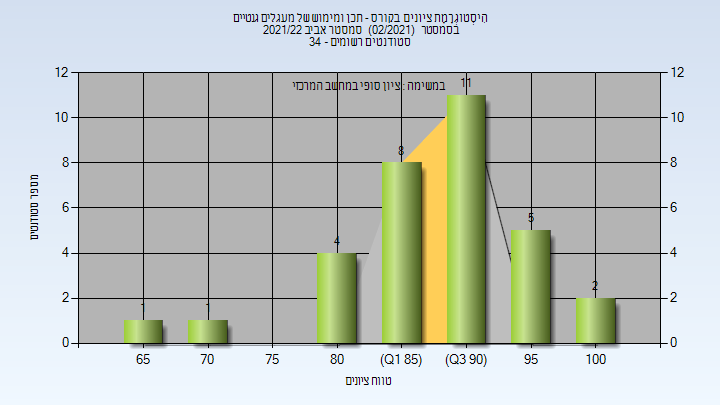 היסטוגרמת ציונים בקורס - תכן ומימוש של מעגלים גנטיים
בסמסטר (02/2021) סמסטר אביב 2021/22
סטודנטים רשומים - 34
במשימה : ציון סופי במחשב המרכזי
מספר סטודנטים
12 12
10 10
8 8
6 6
4 4
2 2
0 0
1 1 4 8 11 5 2
65 70 75 80 (Q1 85) (Q3 90) 95 100
טווח ציונים